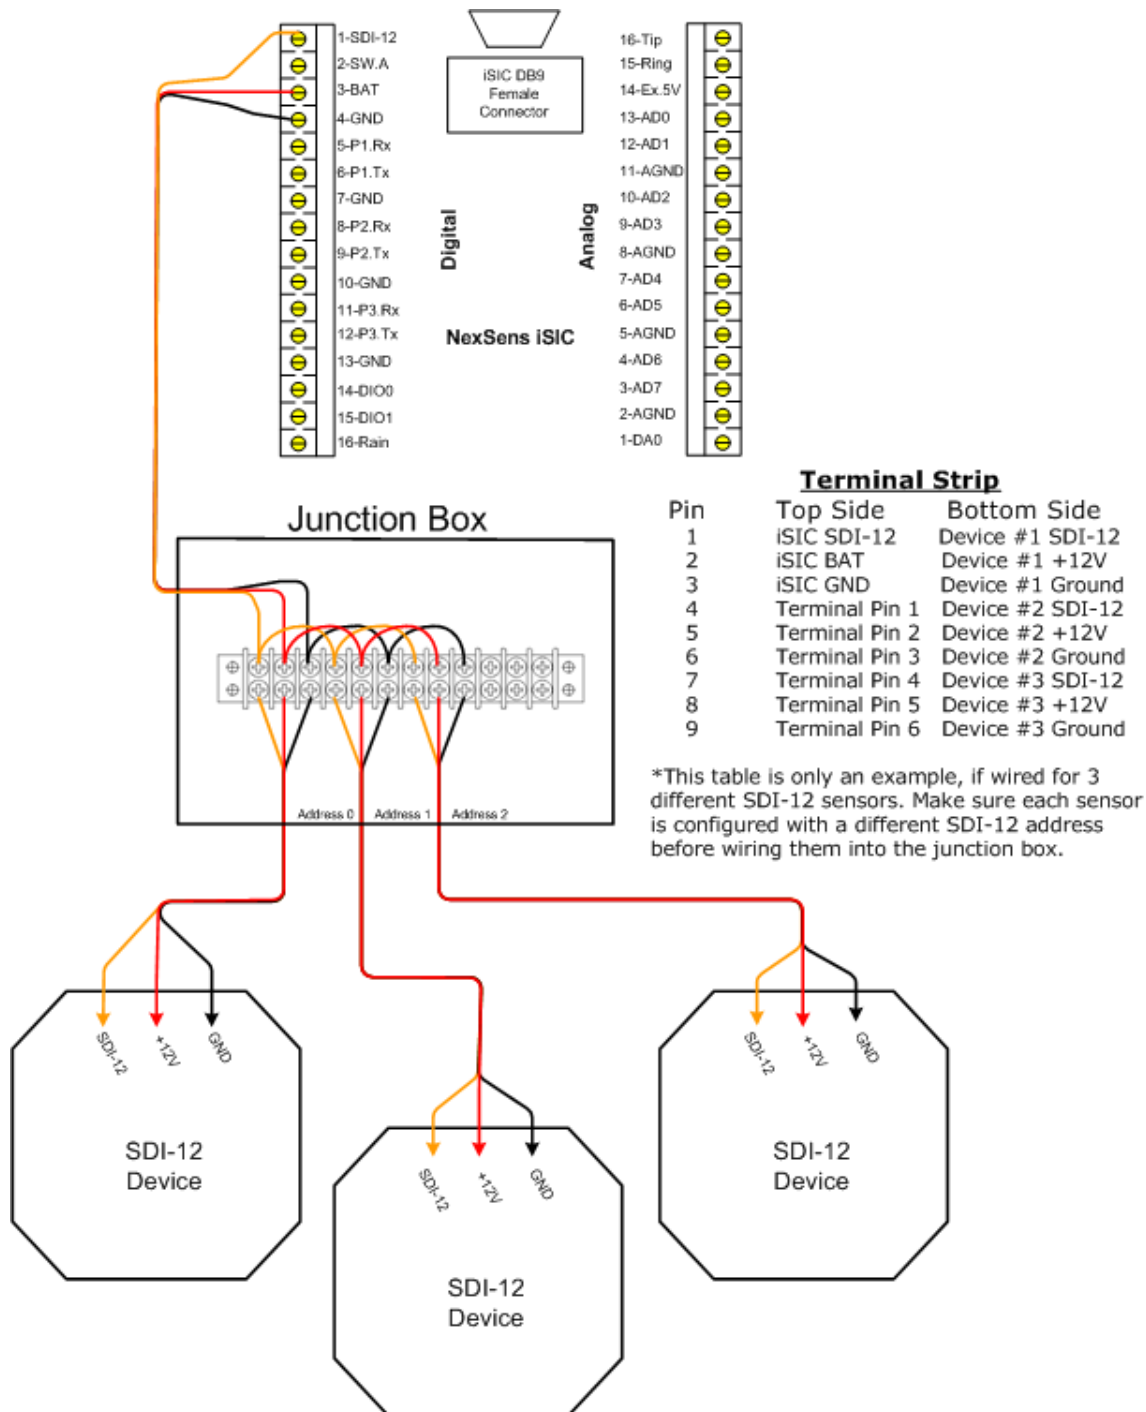 1-SDI-12
2-SW.A
3-BAT
4-GND
5-P1.Rx
6-P1.Tx
7-GND
8-P2.Rx
9-P2.Tx
10-GND
11-P3.Rx
12-P3.Tx
13-GND
14-DIO0
15-DIO1
16-Rain
iSIC DB9
Female
Connector
Digital
Analog
NexSens iSIC
16-Tip
15-Ring
14-Ex.5V
13-AD0
12-AD1
11-AGND
10-AD2
9-AD3
8-AGND
7-AD4
6-AD5
5-AGND
4-AD6
3-AD7
2-AGND
1-DA0
Junction Box
Address 0 Address 1 Address 2
Terminal Strip
Pin Top Side Bottom Side
1 iSIC SDI-12 Device #1 SDI-12
2 iSIC BAT Device #1 +12V
3 iSIC GND Device #1 Ground
4 Terminal Pin 1 Device #2 SDI-12
5 Terminal Pin 2 Device #2 +12V
6 Terminal Pin 3 Device #2 Ground
7 Terminal Pin 4 Device #3 SDI-12
8 Terminal Pin 5 Device #3 +12V
9 Terminal Pin 6 Device #3 Ground
*This table is only an example, if wired for 3
different SDI-12 sensors. Make sure each sensor
is configured with a different SDI-12 address
before wiring them into the junction box.
SDI-12 +12V GND
SDI-12
Device
SDI-12 +12V GND
SDI-12
Device
SDI-12 +12V GND
SDI-12
Device